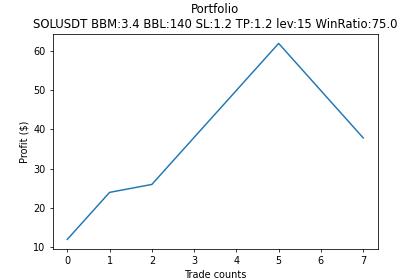 Portfolio
SOLUSDT BBM:3.4 BBL:140 SL:1.2 TP:1.2 lev:15 WinRatio:75.0
60
50
40
30
20
10
Profit ($)
0 1 2 3 4 5 6 7
Trade counts